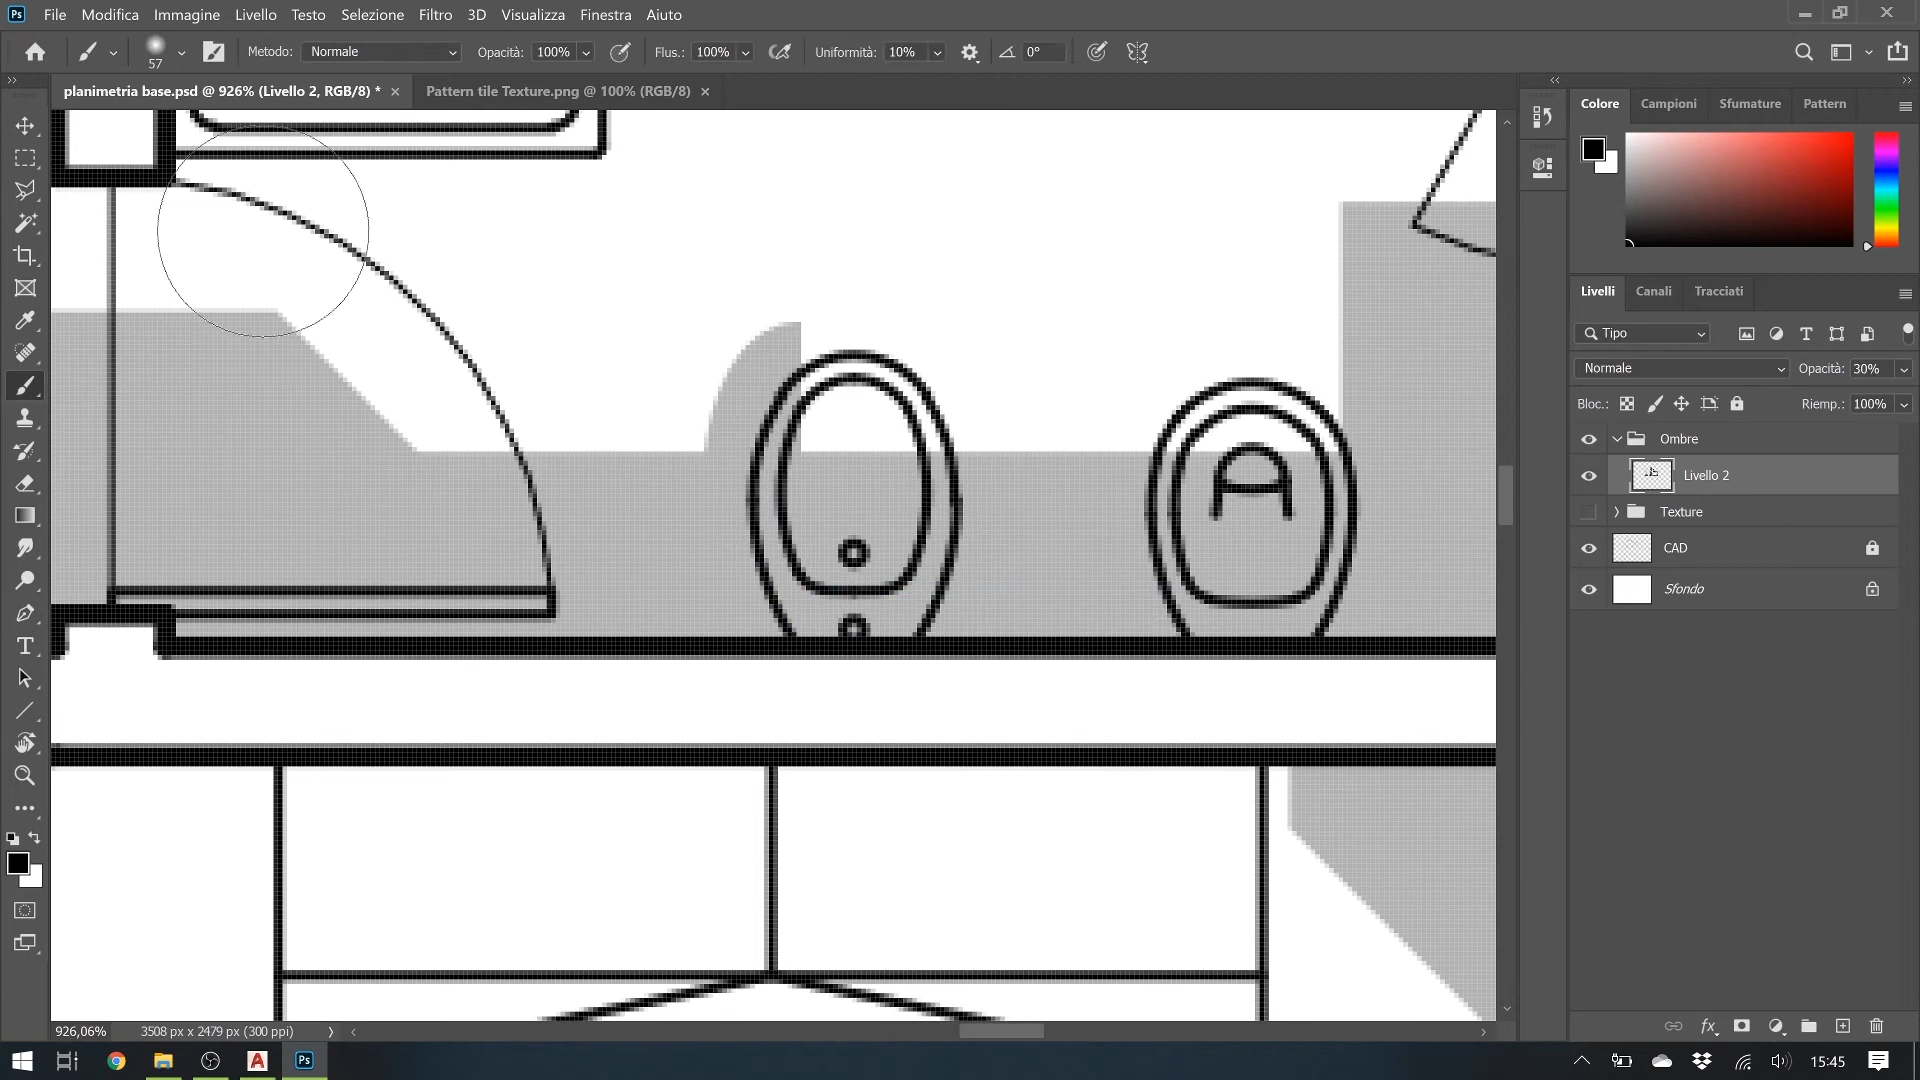 Ps File Modifica Immagine Livello Testo Selezione Filtro 3D Visualizza Finestra Aiuto
57 Metodo: Normale Opacità: 100% Flus.: 100% Uniformità: 10% 0°
planimetria base.psd @ 926% (Livello 2, RGB/8) * Pattern tile Texture.png @ 100% (RGB/8)
Colore Campioni Sfumature Pattern
Livelli Canali Tracciati
Tipo
Normale Opacità: 30%
Bloc.: Riemp.: 100%
Ombre
Livello 2
Texture
CAD
Sfondo
926,06% 3508 px x 2479 px (300 ppi)
A Ps 15:45